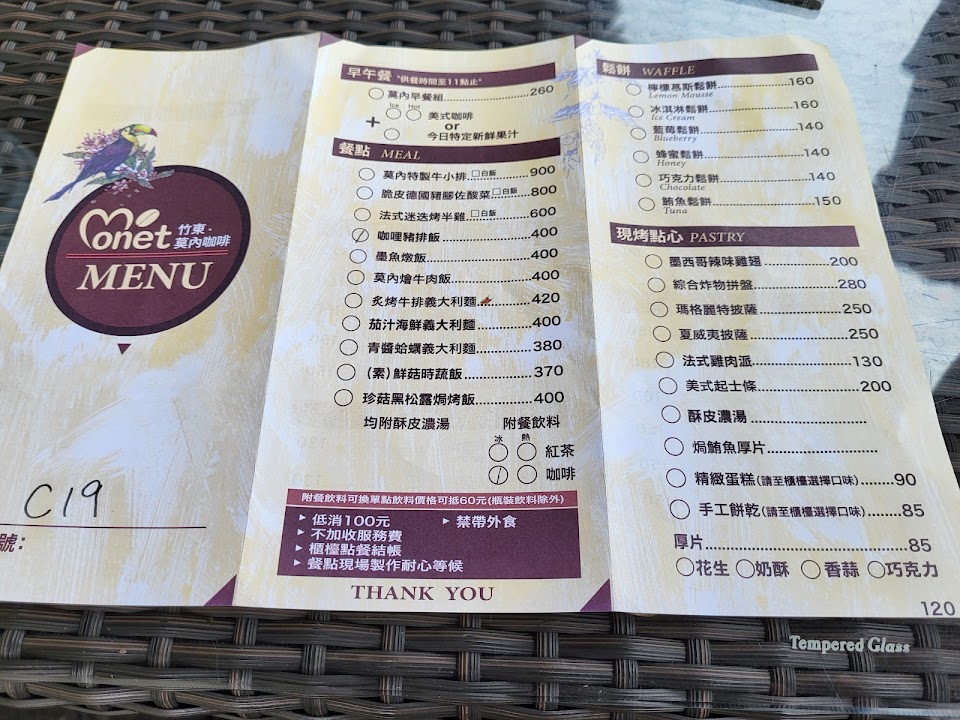 Monet 竹東.
莫內咖啡
MENU
C19
號:
早午餐 "供餐時間至11點止"
莫內早餐組 260
Ice Hot
+ 美式咖啡
or
今日特定新鮮果汁
餐點 MEAL
莫內特製牛小排 □白飯 900
脆皮德國豬腳佐酸菜 □白飯 800
法式迷迭烤半雞 □白飯 600
咖哩豬排飯 400
墨魚燉飯 400
莫內燴牛肉飯 400
炙烤牛排義大利麵 420
茄汁海鮮義大利麵 400
青醬蛤蠣義大利麵 380
(素)鮮菇時蔬飯 370
珍菇黑松露焗烤飯 400
均附酥皮濃湯 附餐飲料
冰 熱
紅茶
咖啡
附餐飲料可換單點飲料價格可抵60元(瓶裝飲料除外)
▸ 低消100元 ▸ 禁帶外食
▸ 不加收服務費
▸ 櫃檯點餐結帳
▸ 餐點現場製作耐心等候
THANK YOU
鬆餅 WAFFLE
檸檬慕斯鬆餅 160
Lemon Mousse
冰淇淋鬆餅 160
Ice Cream
藍莓鬆餅 140
Blueberry
蜂蜜鬆餅 140
Honey
巧克力鬆餅 140
Chocolate
鮪魚鬆餅 150
Tuna
現烤點心 PASTRY
墨西哥辣味雞翅 200
綜合炸物拼盤 280
瑪格麗特披薩 250
夏威夷披薩 250
法式雞肉派 130
美式起士條 200
酥皮濃湯
焗鮪魚厚片
精緻蛋糕(請至櫃檯選擇口味) 90
手工餅乾(請至櫃檯選擇口味) 85
厚片 85
花生 奶酥 香蒜 巧克力
120
Tempered Glass